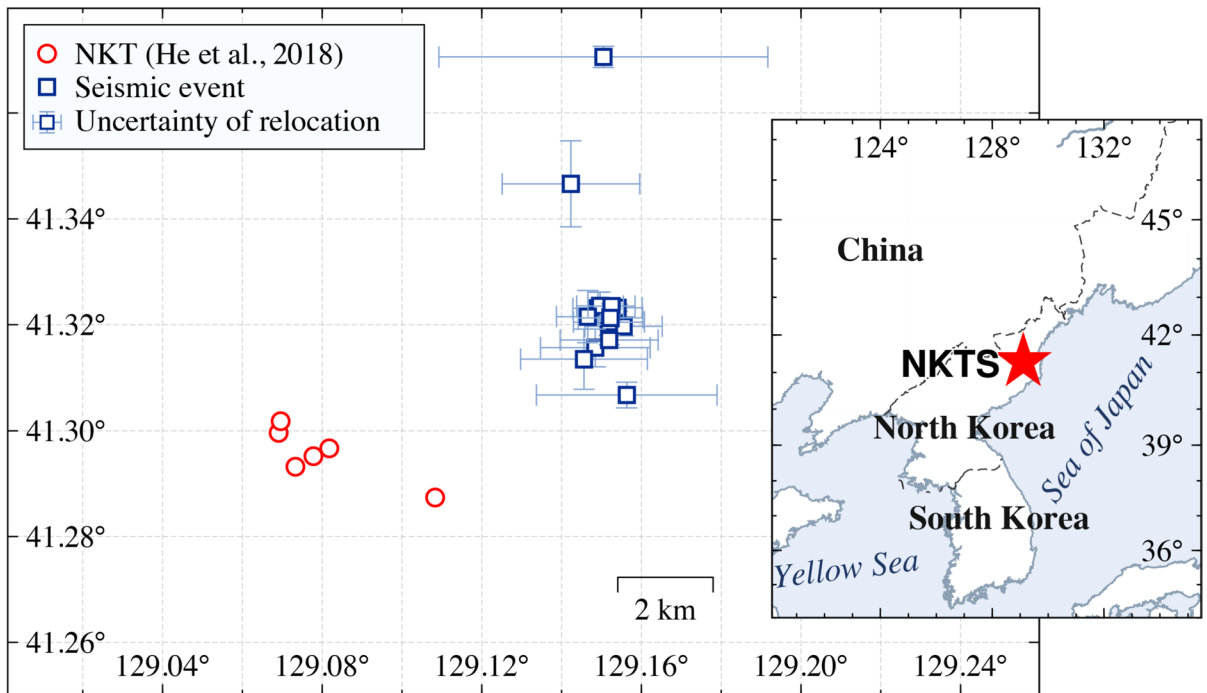 NKT (He et al., 2018)
Seismic event
Uncertainty of relocation
41.34°
41.32°
41.30°
41.28°
41.26°
129.04°
129.08°
129.12°
129.16°
129.20°
129.24°
2 km
124°
128°
132°
45°
42°
39°
36°
China
NKTS
North Korea
South Korea
Sea of Japan
Yellow Sea